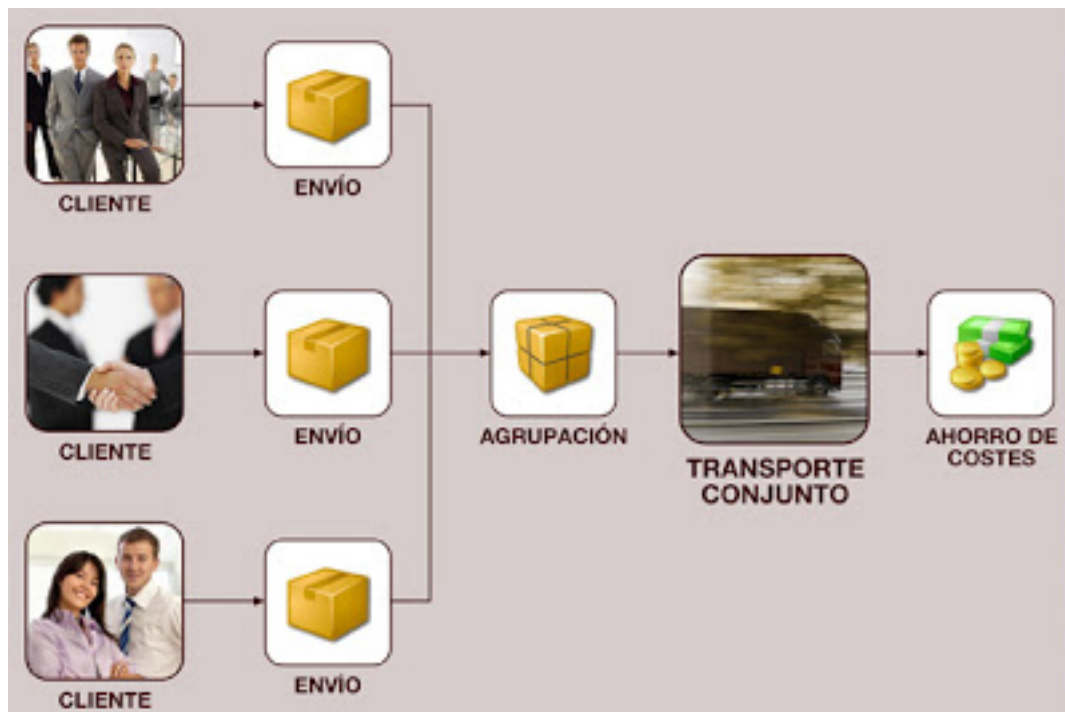 CLIENTE
ENVÍO
CLIENTE
ENVÍO
AGRUPACIÓN
TRANSPORTE
CONJUNTO
AHORRO DE
COSTES
CLIENTE
ENVÍO